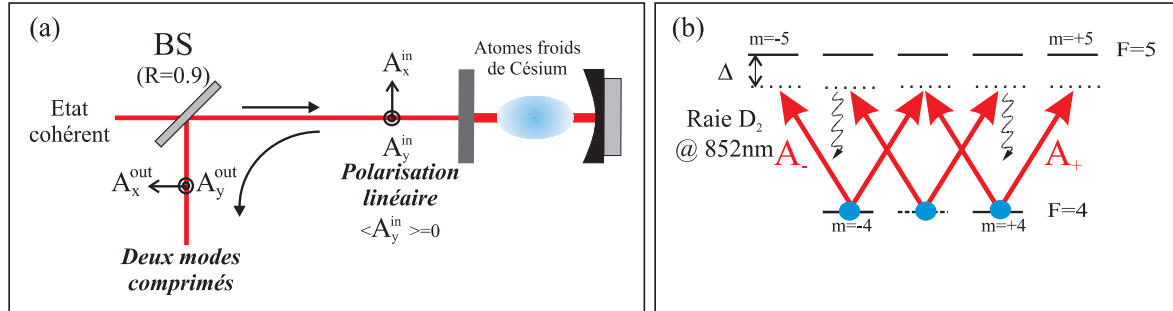 (a)
BS
(R=0.9)
Etat
cohérent
A_x^in
A_y^in
Polarisation
linéaire
<A_y^in>=0
Atomes froids
de Césium
A_x^out
A_y^out
Deux modes
comprimés
(b)
m=-5
m=+5
F=5
Δ
Raie D_2
@ 852nm
A_-
A_+
F=4
m=-4
m=+4